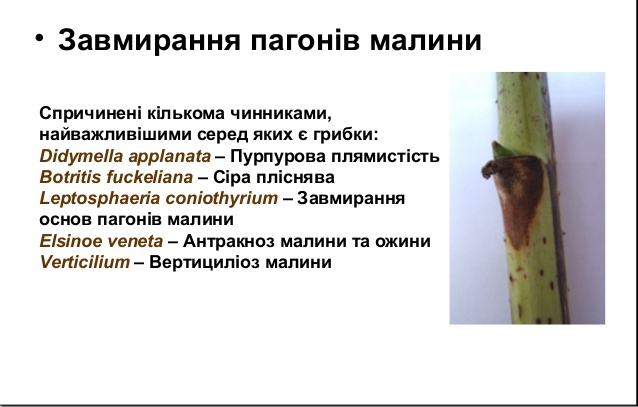 • Завмирання пагонів малини
Спричинені кількома чинниками,
найважливішими серед яких є грибки:
Didymella applanata – Пурпурова плямистість
Botritis fuckeliana – Сіра пліснява
Leptosphaeria coniothyrium – Завмирання
основ пагонів малини
Elsinoe veneta – Антракноз малини та ожини
Verticilium – Вертициліоз малини